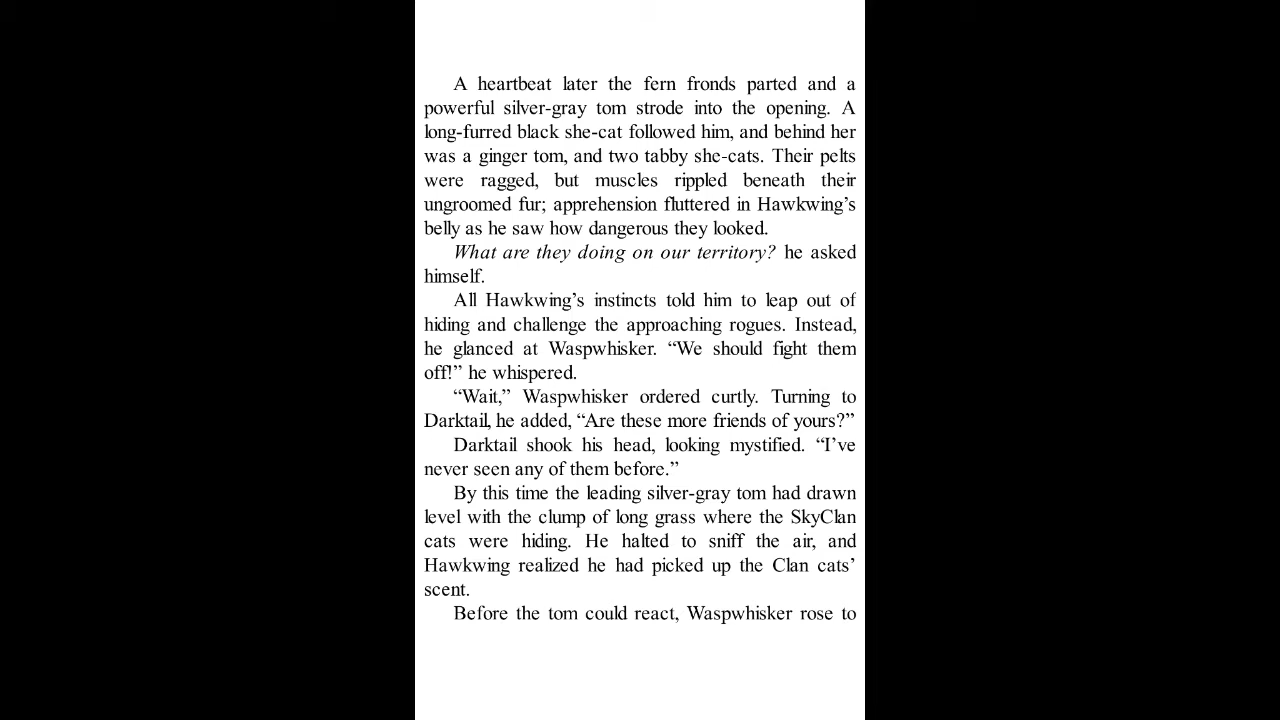 A heartbeat later the fern fronds parted and a
powerful silver-gray tom strode into the opening. A
long-furred black she-cat followed him, and behind her
was a ginger tom, and two tabby she-cats. Their pelts
were ragged, but muscles rippled beneath their
ungroomed fur; apprehension fluttered in Hawkwing’s
belly as he saw how dangerous they looked.
What are they doing on our territory? he asked
himself.
All Hawkwing’s instincts told him to leap out of
hiding and challenge the approaching rogues. Instead,
he glanced at Waspwhisker. “We should fight them
off!” he whispered.
“Wait,” Waspwhisker ordered curtly. Turning to
Darktail, he added, “Are these more friends of yours?”
Darktail shook his head, looking mystified. “I’ve
never seen any of them before.”
By this time the leading silver-gray tom had drawn
level with the clump of long grass where the SkyClan
cats were hiding. He halted to sniff the air, and
Hawkwing realized he had picked up the Clan cats’
scent.
Before the tom could react, Waspwhisker rose to